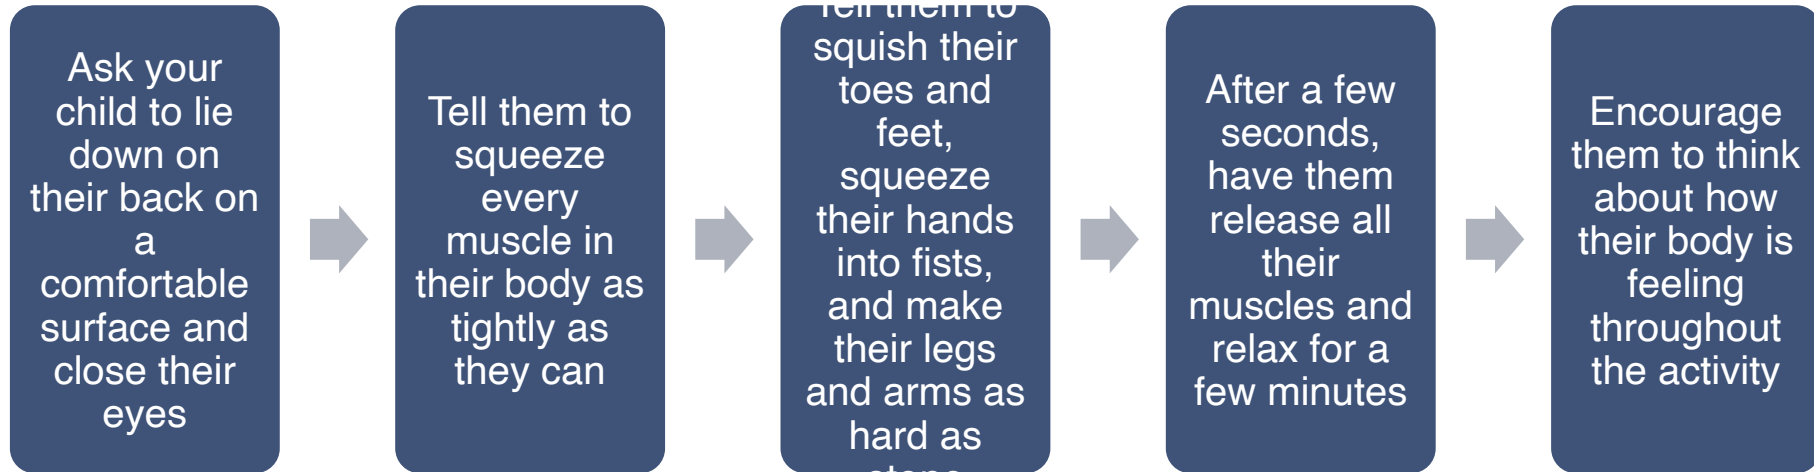 Ask your
child to lie
down on
their back on
a
comfortable
surface and
close their
eyes
Tell them to
squeeze
every
muscle in
their body as
tightly as
they can
Tell them to
squish their
toes and
feet,
squeeze
their hands
into fists,
and make
their legs
and arms as
hard as
stone
After a few
seconds,
have them
release all
their
muscles and
relax for a
few minutes
Encourage
them to think
about how
their body is
feeling
throughout
the activity